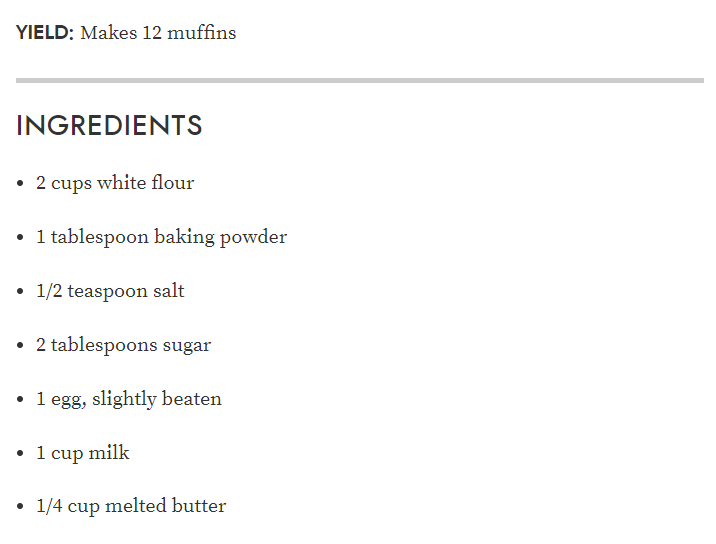 YIELD: Makes 12 muffins
INGREDIENTS
• 2 cups white flour
• 1 tablespoon baking powder
• 1/2 teaspoon salt
• 2 tablespoons sugar
• 1 egg, slightly beaten
• 1 cup milk
• 1/4 cup melted butter